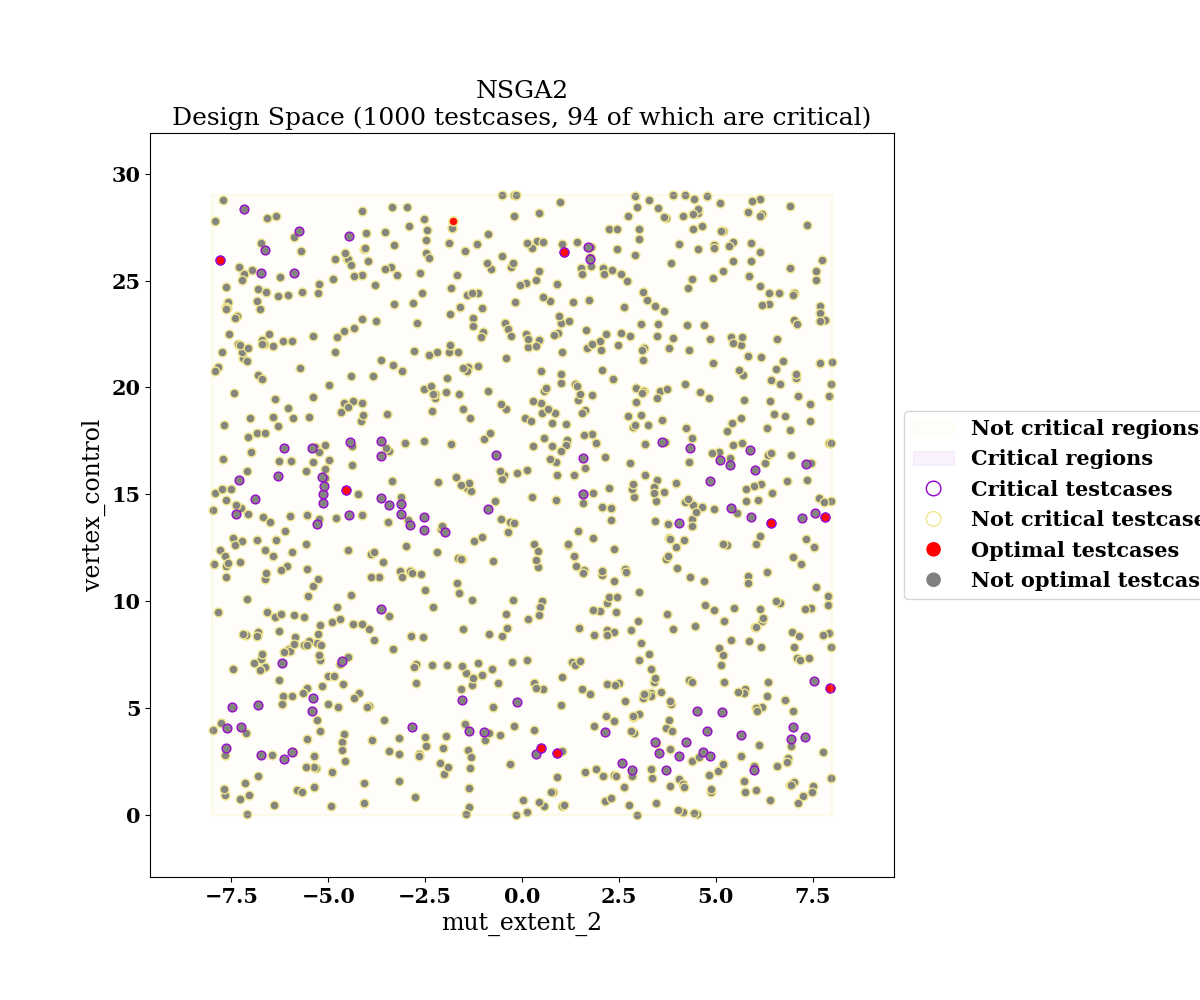 NSGA2
Design Space (1000 testcases, 94 of which are critical)
30
25
20
15
10
5
0
vertex_control
−7.5
−5.0
−2.5
0.0
2.5
5.0
7.5
mut_extent_2
Not critical regions
Critical regions
Critical testcases
Not critical testcase
Optimal testcases
Not optimal testcas